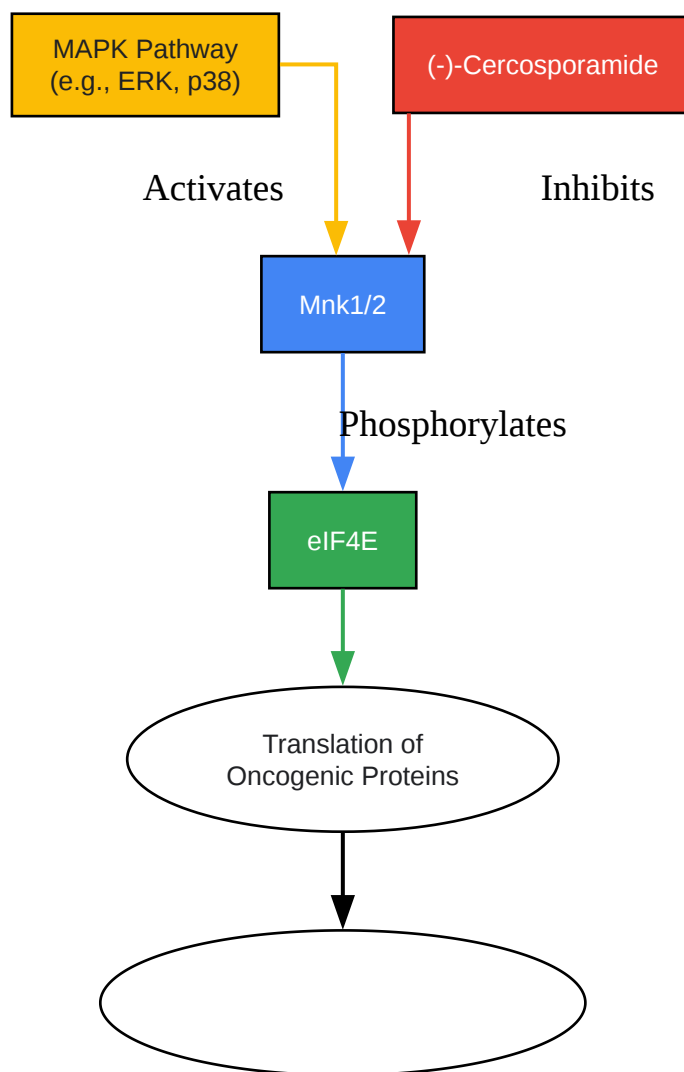 MAPK Pathway
(e.g., ERK, p38)
(-)-Cercosporamide
Activates
Inhibits
Mnk1/2
Phosphorylates
eIF4E
Translation of
Oncogenic Proteins